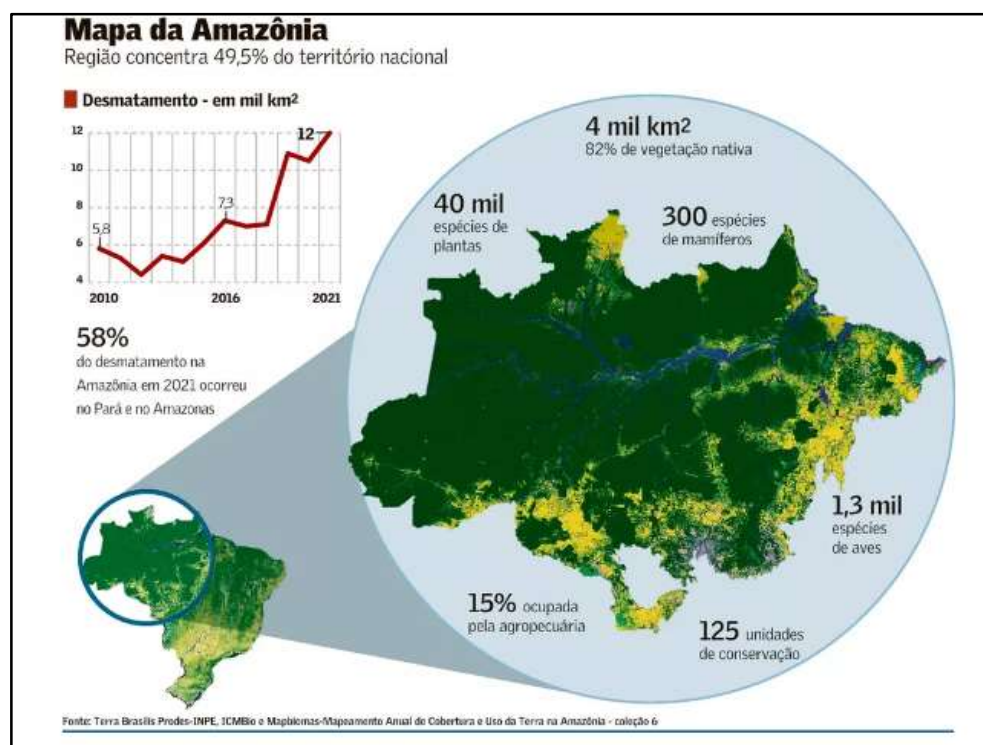 Mapa da Amazônia
Região concentra 49,5% do território nacional
Desmatamento - em mil km²
12
10
8
6
4
5,8
73
12
2010
2016
2021
58%
do desmatamento na
Amazônia em 2021 ocorreu
no Pará e no Amazonas
4 mil km²
82% de vegetação nativa
40 mil
espécies de
plantas
300 espécies
de mamíferos
1,3 mil
espécies
de aves
15% ocupada
pela agropecuária
125 unidades
de conservação
Fonte: Terra Brasilis Prodes-INPE, ICMBio e Mapbiomas-Mapeamento Anual de Cobertura e Uso da Terra na Amazônia - coleção 6